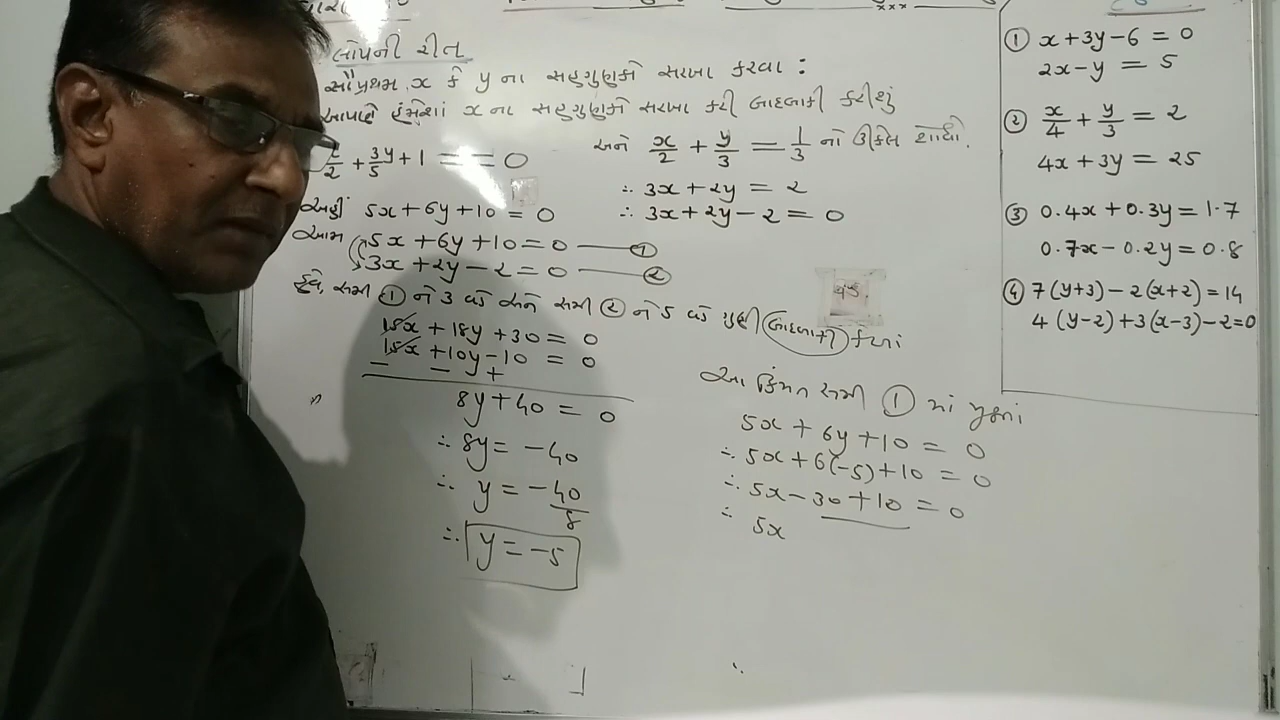 લોપની રીત
સૌપ્રથમ x કે y ના સહગુણકો સરખા કરવા :
આપણે હંમેશાં x ના સહગુણકો સરખા કરી બાદબાકી કરીશું
x/2 + 3y/5 + 1 = = 0
અહીં 5x + 6y + 10 = 0
આમ 5x + 6y + 10 = 0 —— ①
3x + 2y − 2 = 0 —— ②
અને x/2 + y/3 = 1/3 નો ઉકેલ શોધો.
∴ 3x + 2y = 2
∴ 3x + 2y − 2 = 0
હવે, સમી ① ને 3 વડે અને સમી ② ને 5 વડે ગુણી બાદબાકી કરતાં
15x + 18y + 30 = 0
15x + 10y − 10 = 0
− − +
8y + 40 = 0
∴ 8y = −40
∴ y = −40/8
∴ y = −5
આ કિંમત સમી ① માં મુકતાં
5x + 6y + 10 = 0
∴ 5x + 6(−5) + 10 = 0
∴ 5x − 30 + 10 = 0
∴ 5x
xxx
① x + 3y − 6 = 0
2x − y = 5
② x/4 + y/3 = 2
4x + 3y = 25
③ 0.4x + 0.3y = 1.7
0.7x − 0.2y = 0.8
④ 7(y+3) − 2(x+2) = 14
4(y−2) + 3(x−3) − 2 = 0